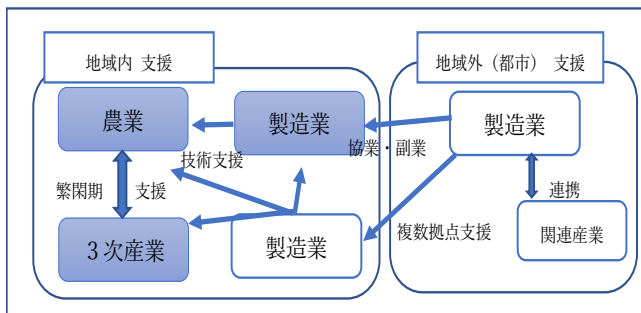 地域内 支援
地域外（都市） 支援
農業
製造業
製造業
協業・副業
技術支援
繁閑期
支援
連携
3次産業
製造業
複数拠点支援
関連産業